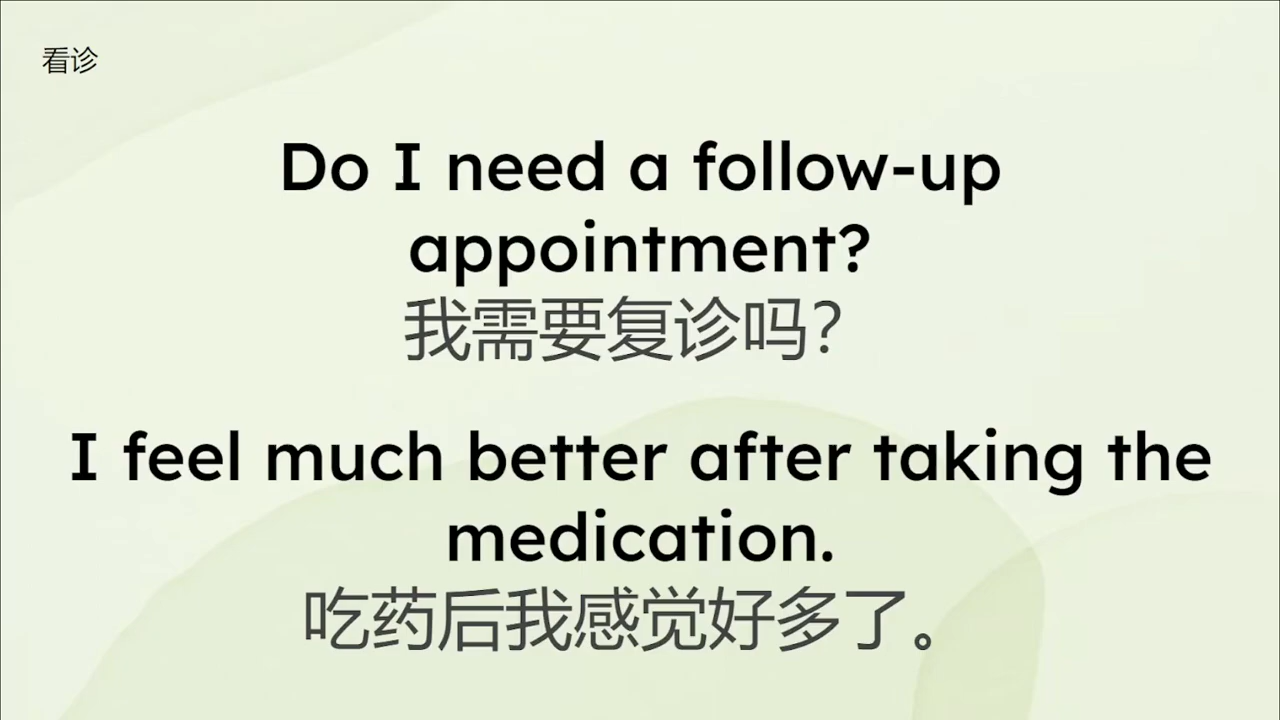 看诊
Do I need a follow-up
appointment?
我需要复诊吗?
I feel much better after taking the
medication.
吃药后我感觉好多了。